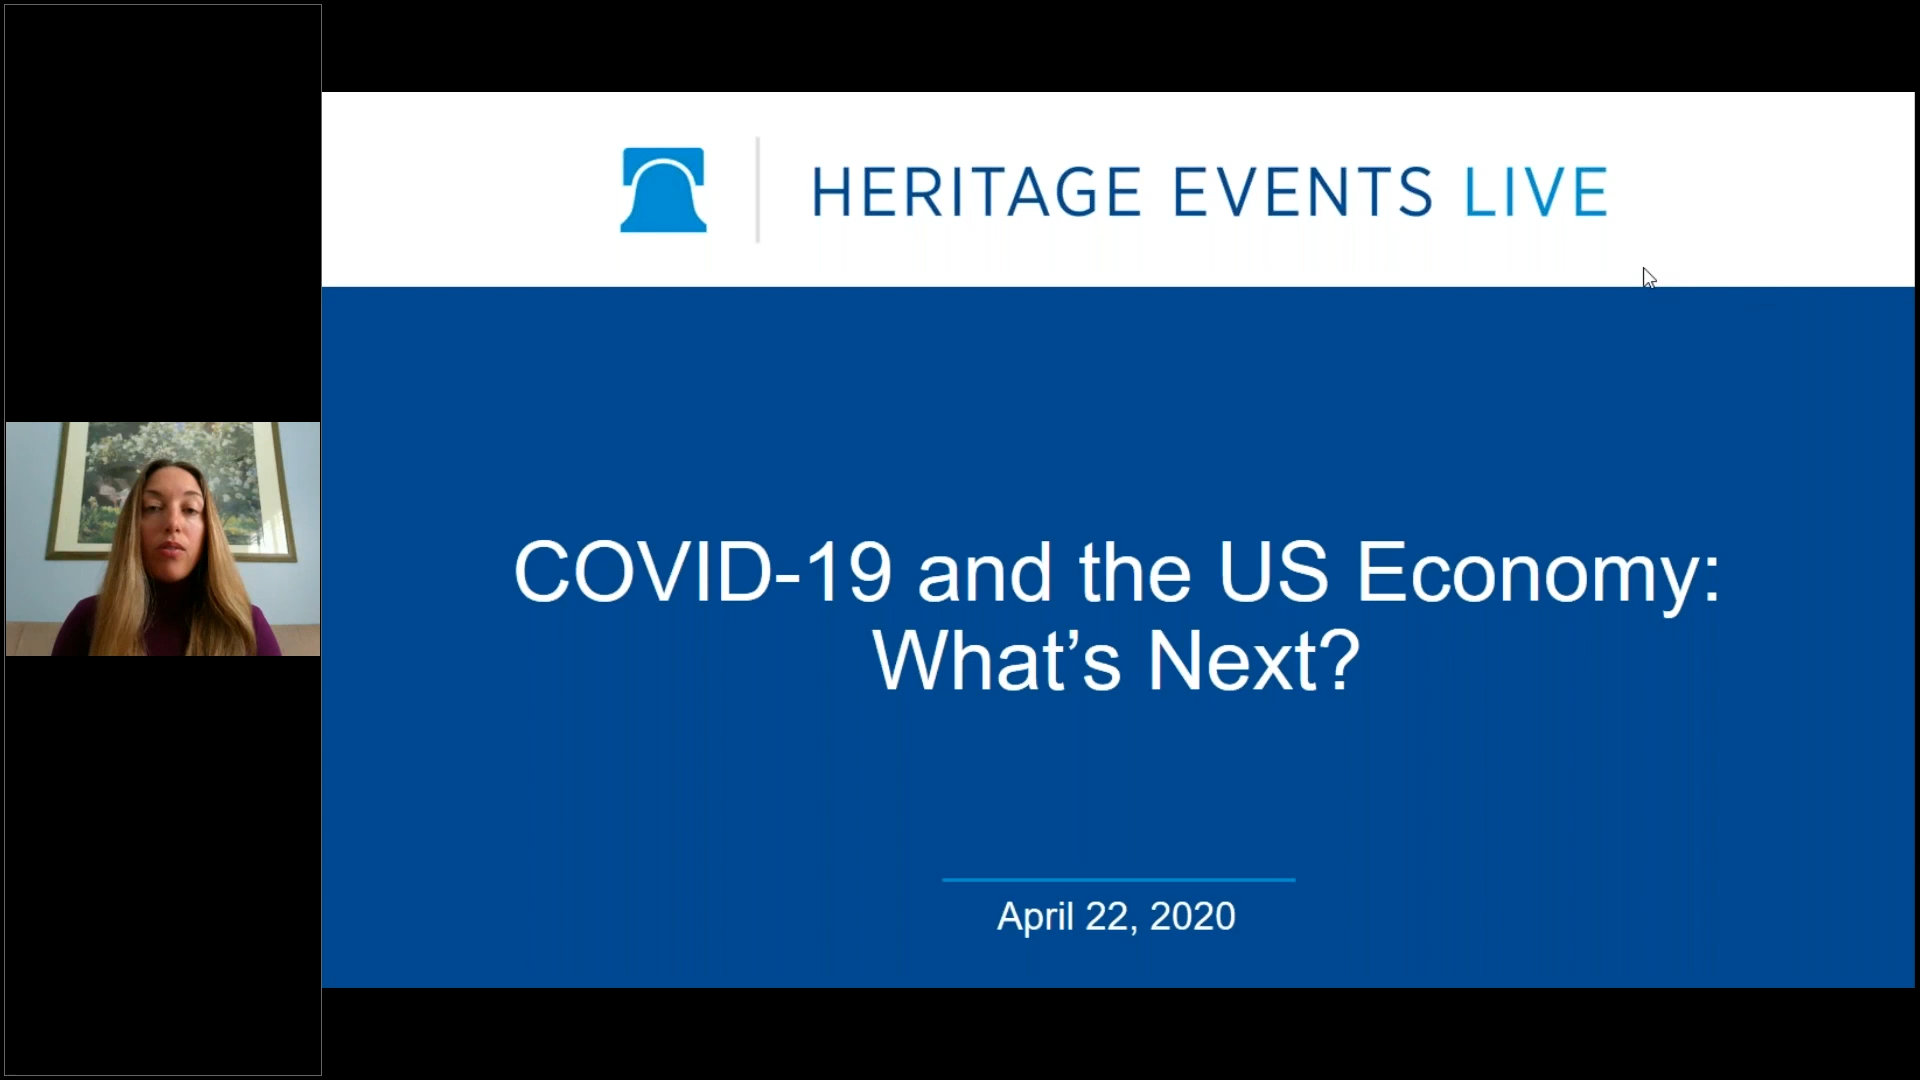 HERITAGE EVENTS LIVE
COVID-19 and the US Economy:
What’s Next?
April 22, 2020